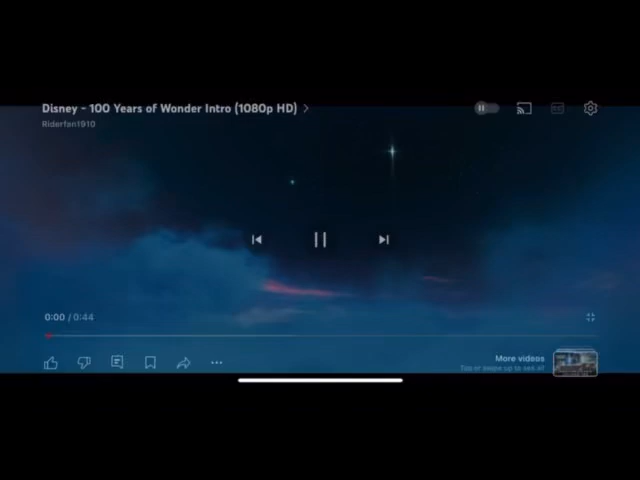 Disney - 100 Years of Wonder Intro (1080p HD)
Riderfan1910
CC
0:00 / 0:44
More videos
Tap or swipe up to see all